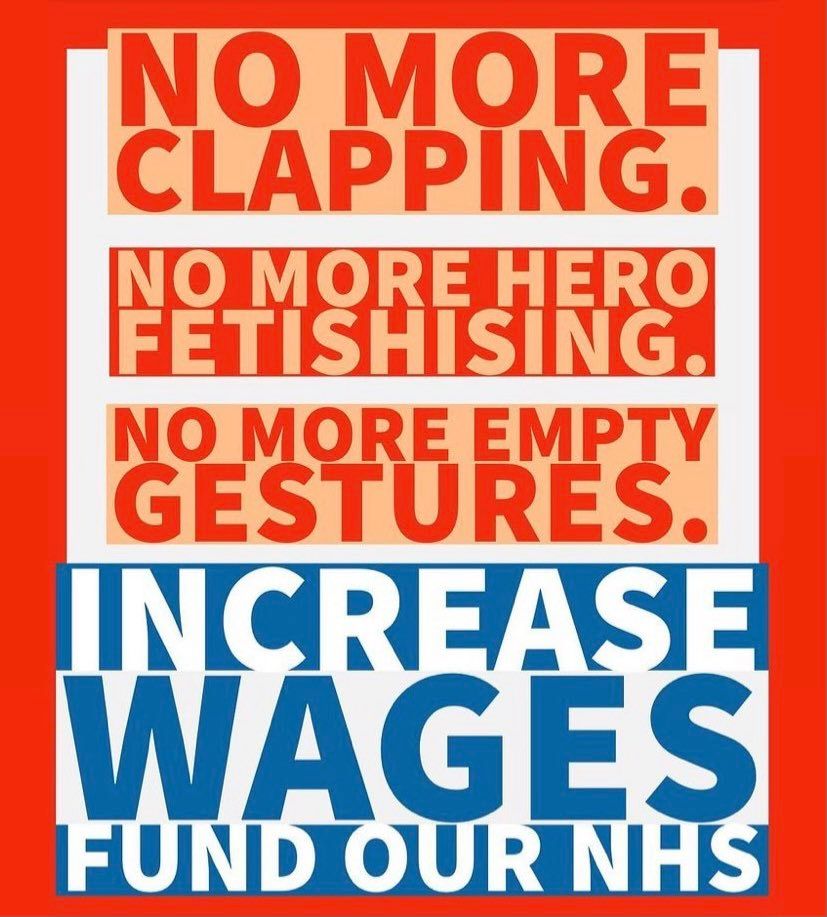 NO MORE
CLAPPING.
NO MORE HERO
FETISHISING.
NO MORE EMPTY
GESTURES.
INCREASE
WAGES
FUND OUR NHS